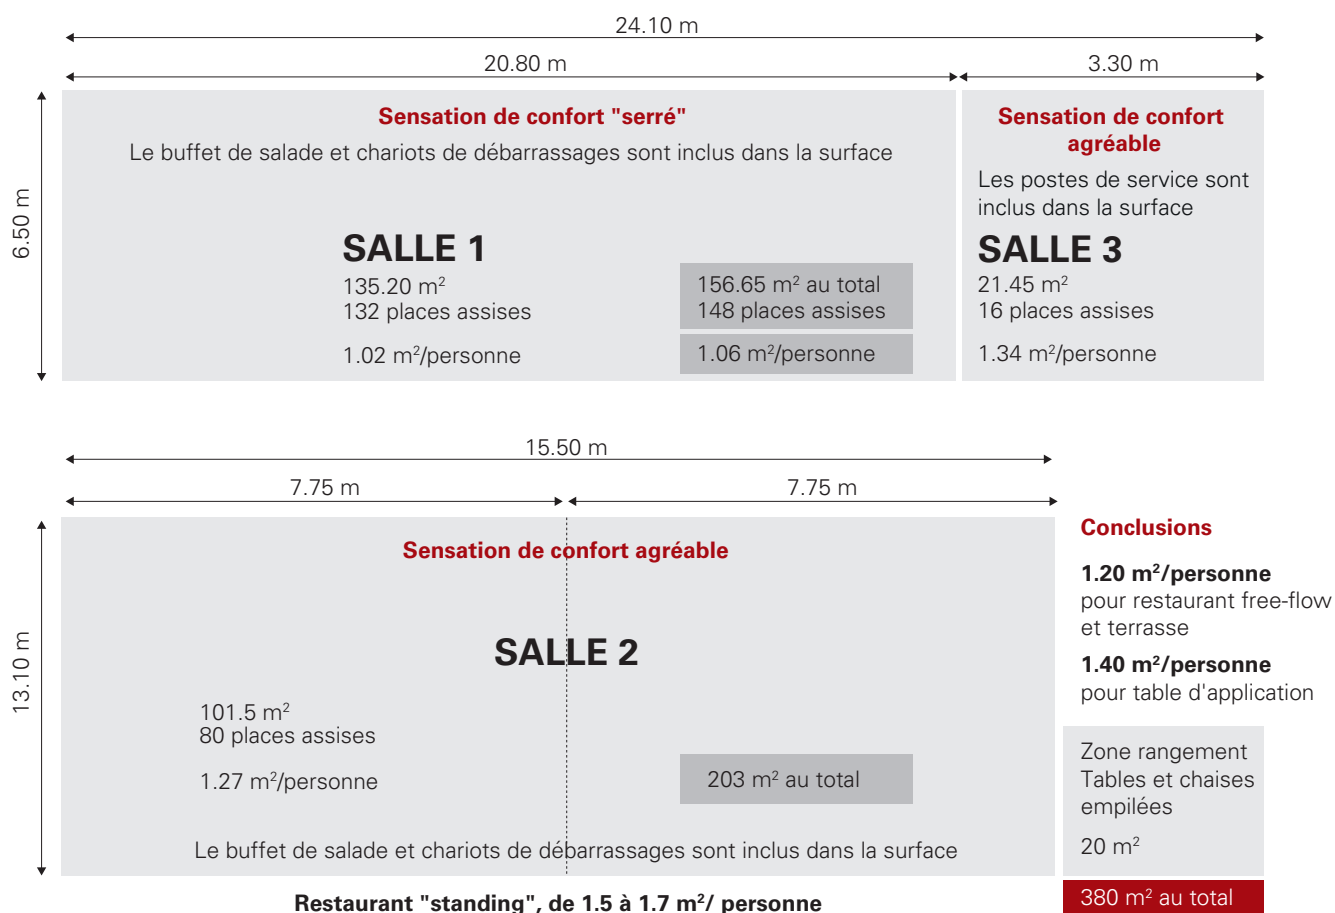 24.10 m
20.80 m
3.30 m
6.50 m
Sensation de confort "serré"
Le buffet de salade et chariots de débarrassages sont inclus dans la surface
SALLE 1
135.20 m²
132 places assises
1.02 m²/personne
156.65 m² au total
148 places assises
1.06 m²/personne
Sensation de confort
agréable
Les postes de service sont
inclus dans la surface
SALLE 3
21.45 m²
16 places assises
1.34 m²/personne
15.50 m
7.75 m
7.75 m
13.10 m
Sensation de confort agréable
SALLE 2
101.5 m²
80 places assises
1.27 m²/personne
203 m² au total
Le buffet de salade et chariots de débarrassages sont inclus dans la surface
Restaurant "standing", de 1.5 à 1.7 m²/ personne
Conclusions
1.20 m²/personne
pour restaurant free-flow
et terrasse
1.40 m²/personne
pour table d'application
Zone rangement
Tables et chaises
empilées
20 m²
380 m² au total